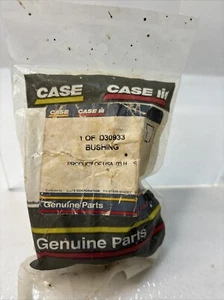 CASE CASE IH
CASE CASE IH
1 OF D30933
BUSHING
PRODUCT OF USA
Genuine Parts
Genuine Parts